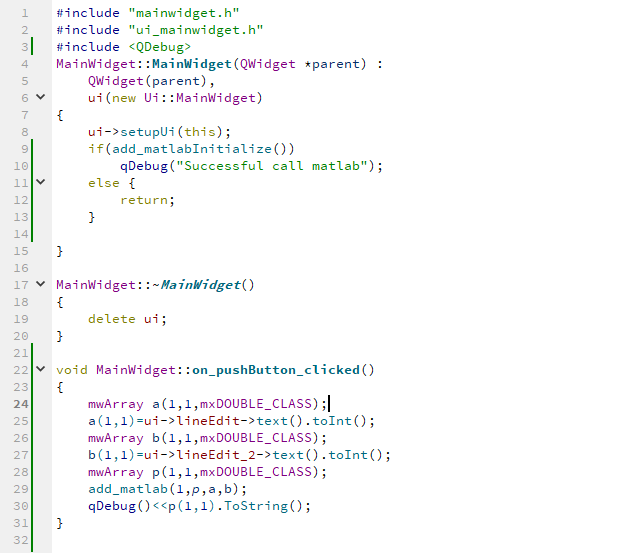 1 #include "mainwidget.h"
2 #include "ui_mainwidget.h"
3 #include <QDebug>
4 MainWidget::MainWidget(QWidget *parent) :
5     QWidget(parent),
6     ui(new Ui::MainWidget)
7 {
8     ui->setupUi(this);
9     if(add_matlabInitialize())
10         qDebug("Successful call matlab");
11     else {
12         return;
13     }
14
15 }
16
17 MainWidget::~MainWidget()
18 {
19     delete ui;
20 }
21
22 void MainWidget::on_pushButton_clicked()
23 {
24     mwArray a(1,1,mxDOUBLE_CLASS);
25     a(1,1)=ui->lineEdit->text().toInt();
26     mwArray b(1,1,mxDOUBLE_CLASS);
27     b(1,1)=ui->lineEdit_2->text().toInt();
28     mwArray p(1,1,mxDOUBLE_CLASS);
29     add_matlab(1,p,a,b);
30     qDebug()<<p(1,1).ToString();
31 }
32